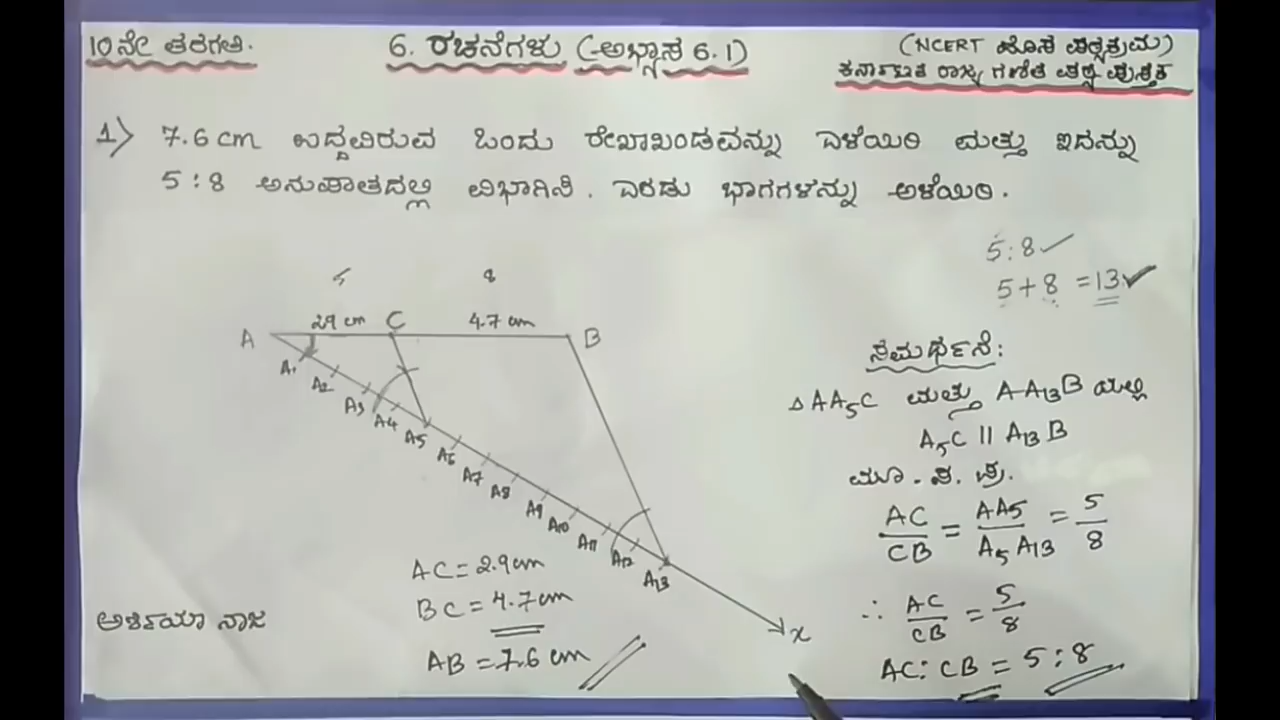 10ನೇ ತರಗತಿ.
6. ರಚನೆಗಳು (ಅಭ್ಯಾಸ 6.1)
(NCERT ಹೊಸ ಪಠ್ಯಕ್ರಮ)
ಕರ್ನಾಟಕ ರಾಜ್ಯ ಗಣಿತ ಪಠ್ಯ ಪುಸ್ತಕ
1) 7.6 cm ಉದ್ದವಿರುವ ಒಂದು ರೇಖಾಖಂಡವನ್ನು ಎಳೆಯಿರಿ ಮತ್ತು ಇದನ್ನು
5 : 8 ಅನುಪಾತದಲ್ಲಿ ವಿಭಾಗಿಸಿ. ಎರಡು ಭಾಗಗಳನ್ನು ಅಳೆಯಿರಿ.
5 : 8
5 + 8 = 13
5 8
A 2.9 cm C 4.7 cm B
A1
A2
A3
A4
A5
A6
A7
A8
A9
A10
A11
A12
A13
X
AC = 2.9 cm
BC = 4.7 cm
AB = 7.6 cm
ಸಮರ್ಥನೆ:
△AA5C ಮತ್ತು AA13B ಯಲ್ಲಿ
A5C || A13B
ಮೂ. ಸ. ಪ್ರ.
AC/CB = AA5/A5A13 = 5/8
∴ AC/CB = 5/8
AC : CB = 5 : 8